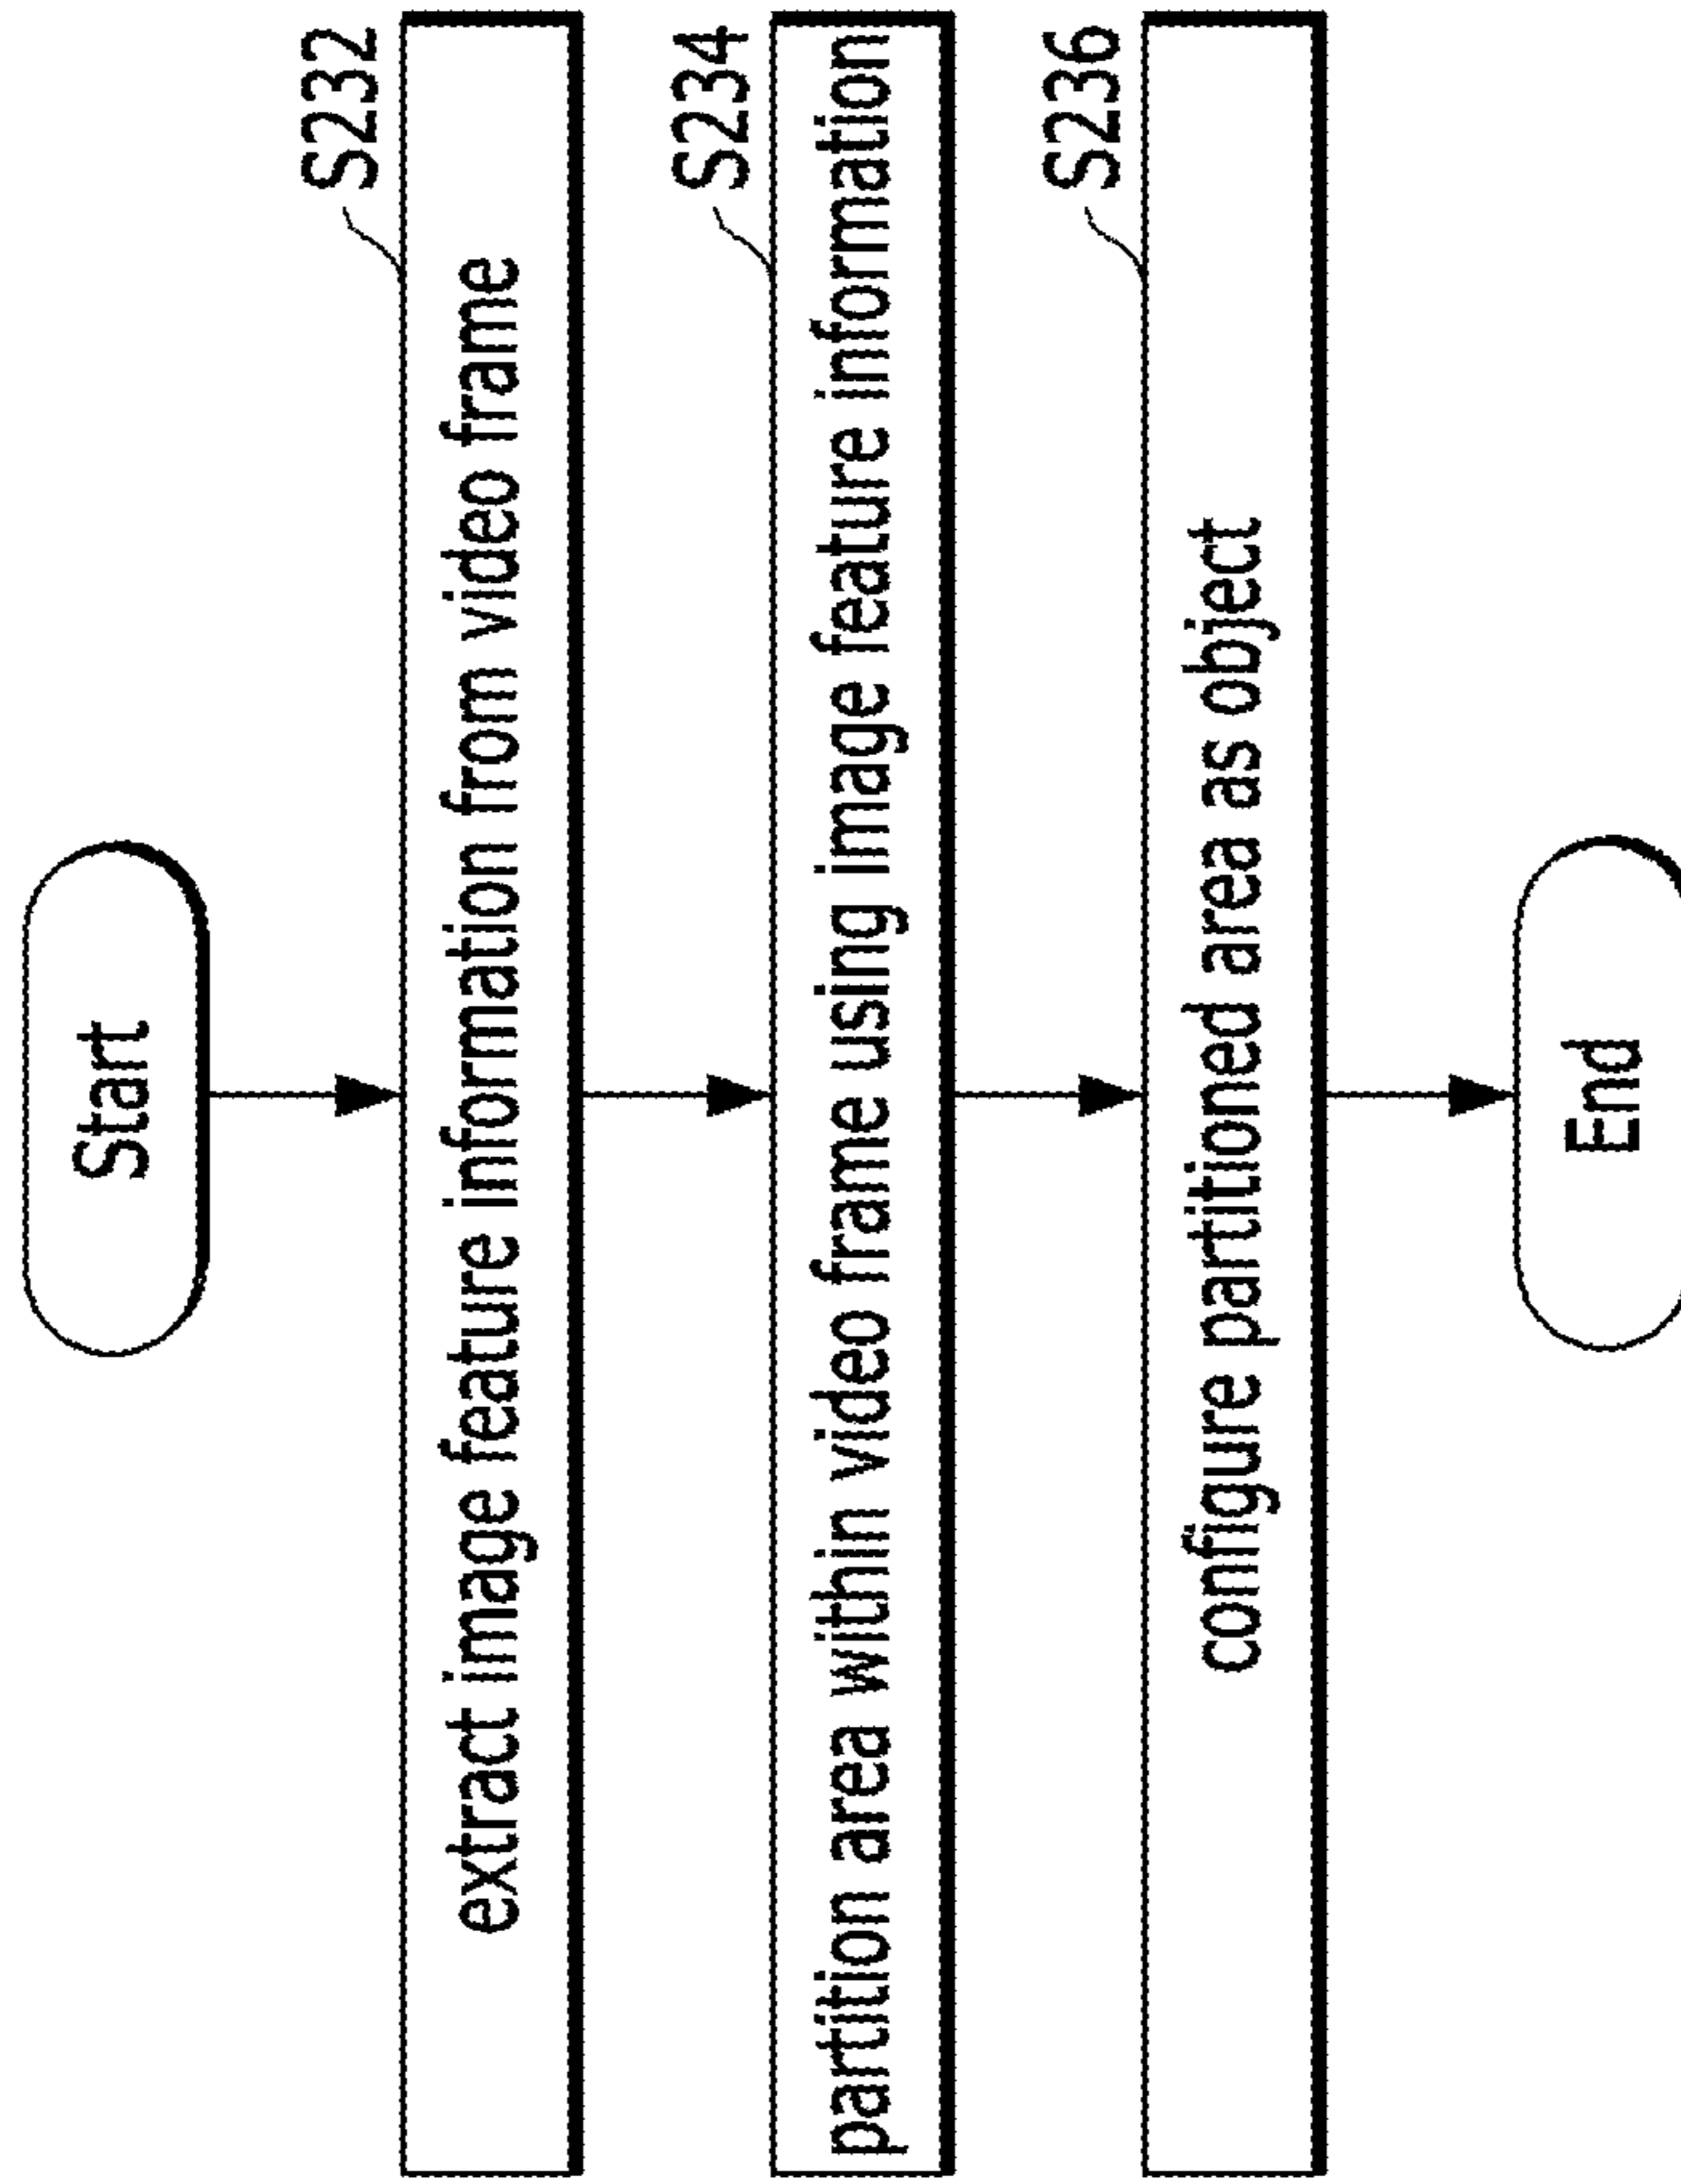 Start
S232
extract image feature information from video frame
S234
partition area within video frame using image feature information
S236
configure partitioned area as object
End